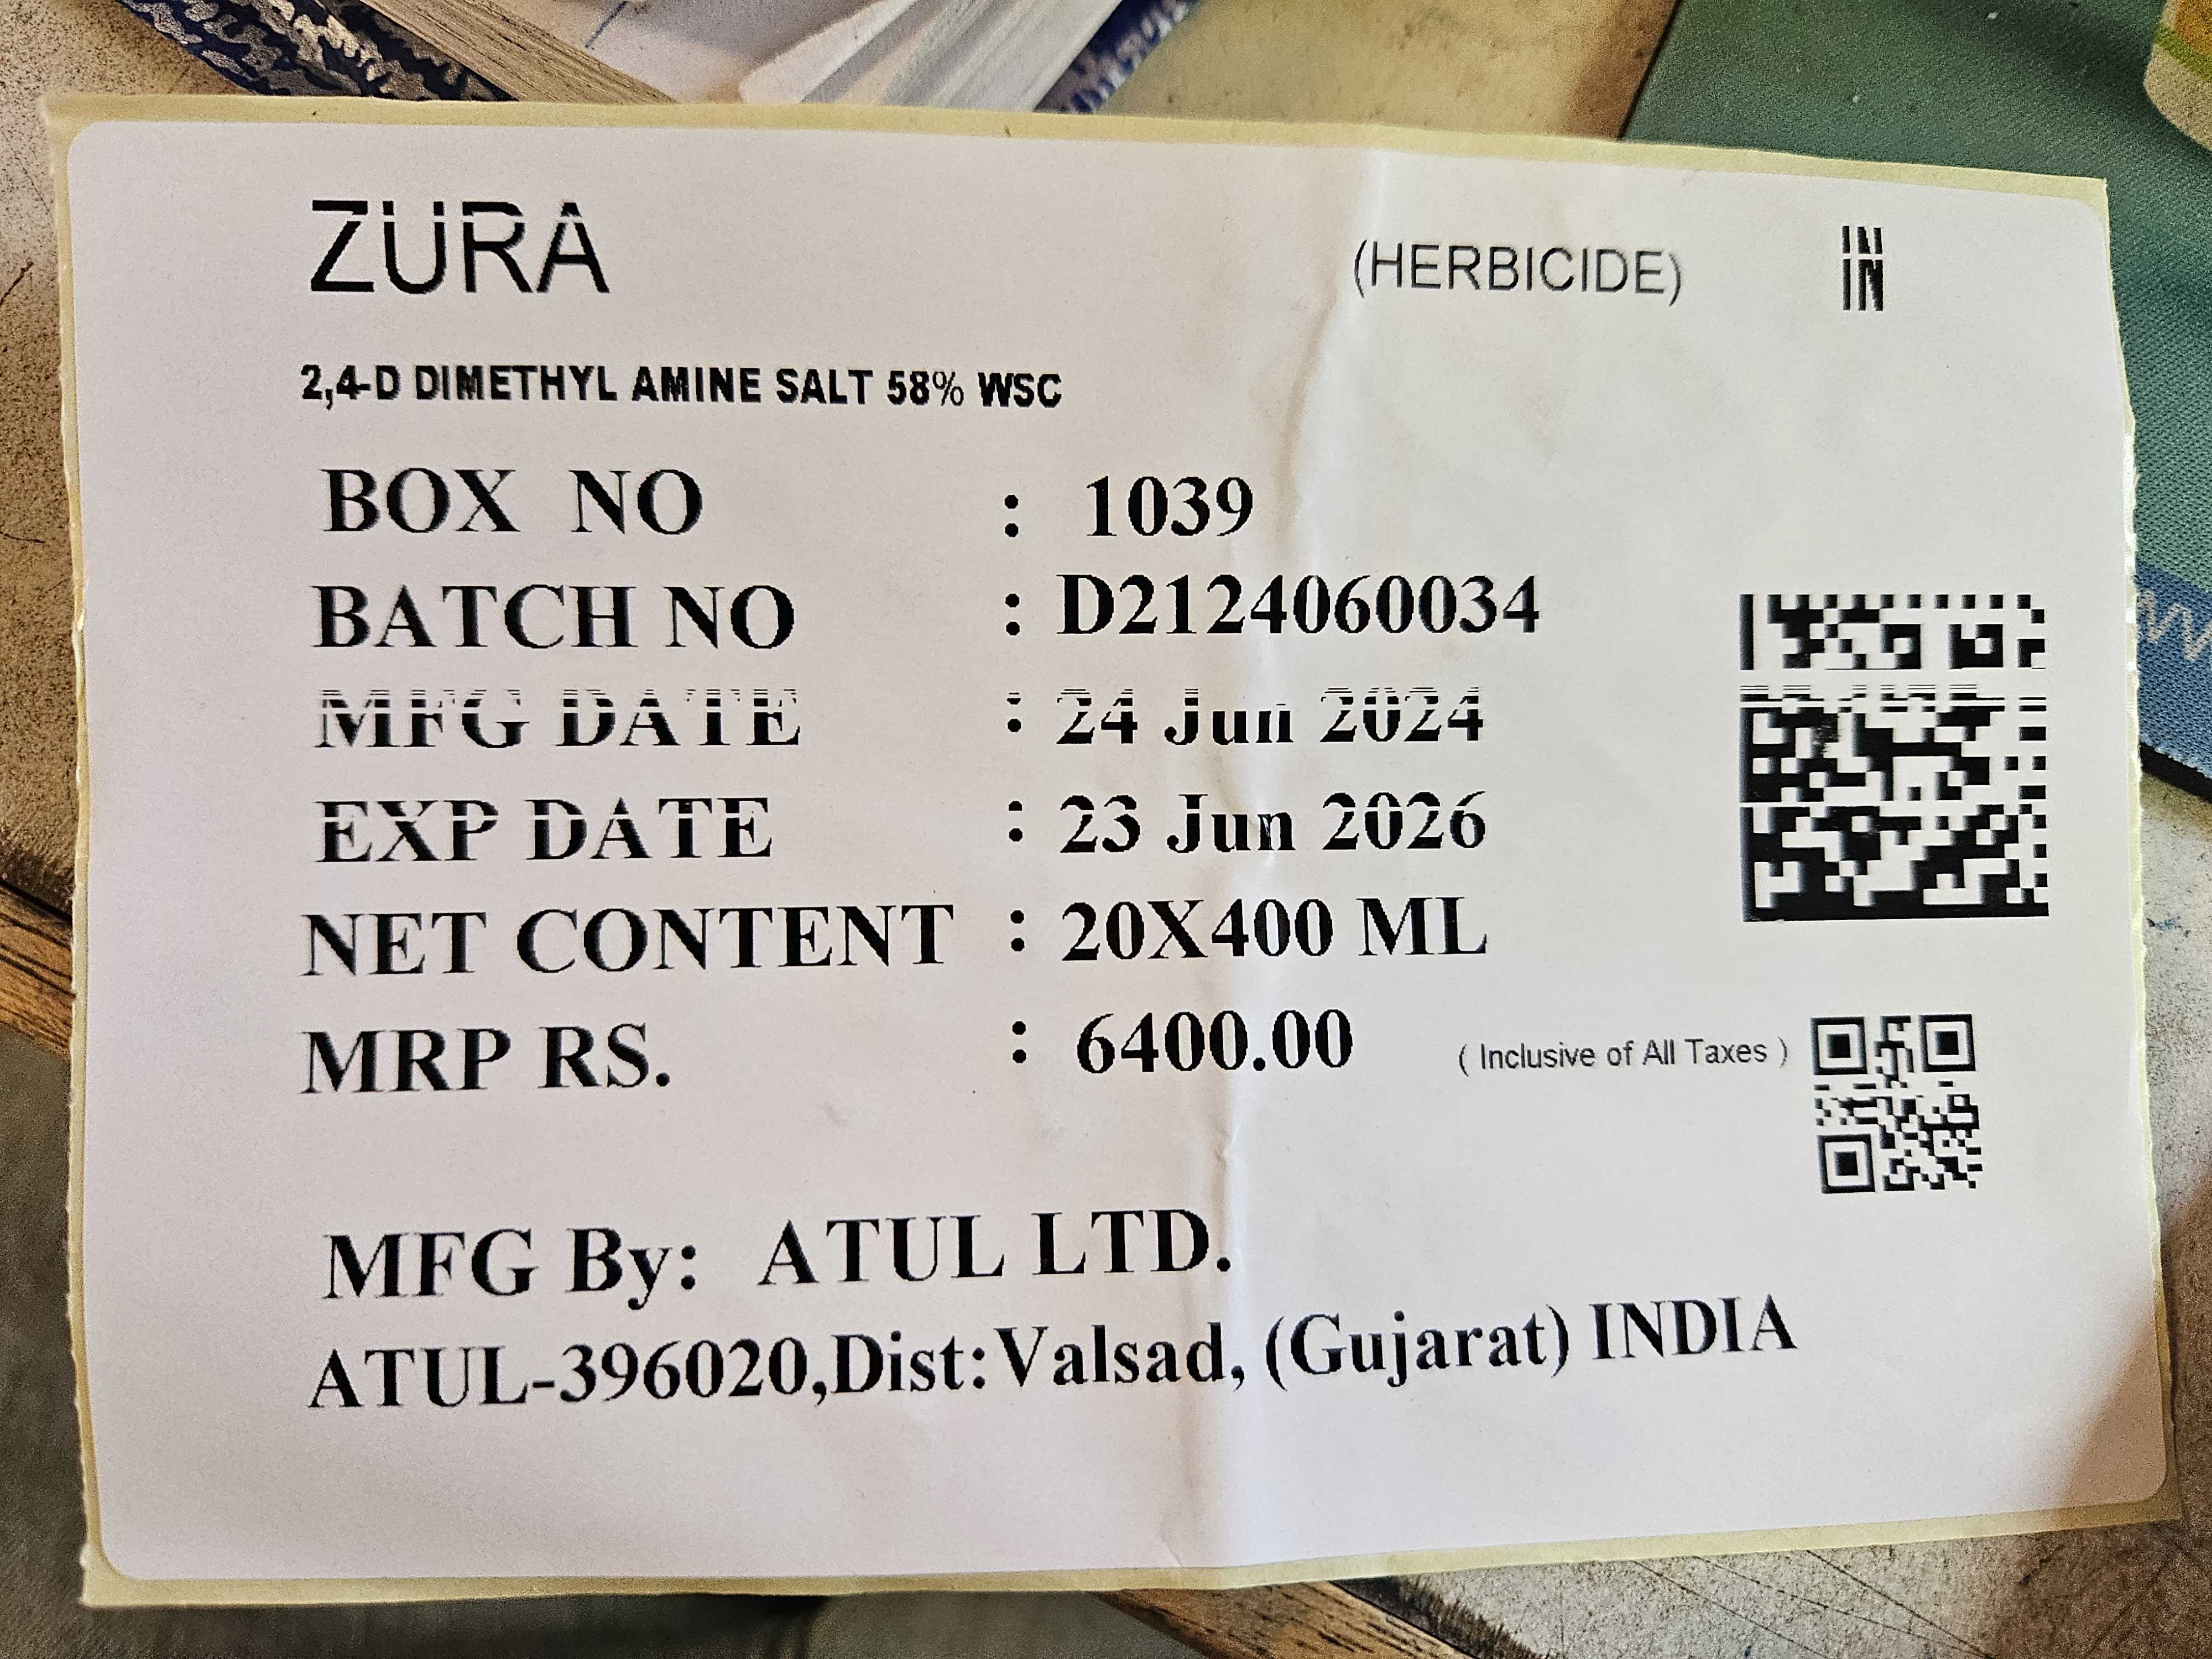 ZURA (HERBICIDE) IN
2,4-D DIMETHYL AMINE SALT 58% WSC
BOX NO : 1039
BATCH NO : D2124060034
MFG DATE : 24 Jun 2024
EXP DATE : 23 Jun 2026
NET CONTENT : 20X400 ML
MRP RS. : 6400.00 ( Inclusive of All Taxes )
MFG By: ATUL LTD.
ATUL-396020,Dist:Valsad, (Gujarat) INDIA